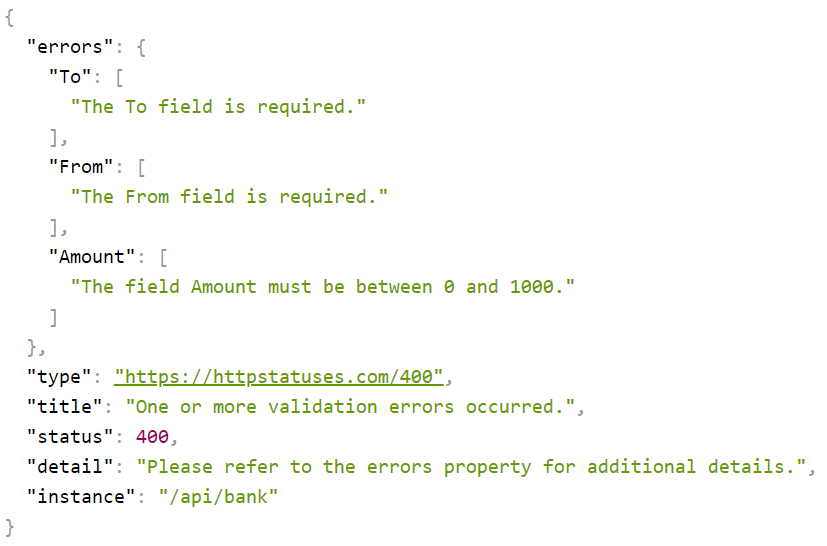 {
  "errors": {
    "To": [
      "The To field is required."
    ],
    "From": [
      "The From field is required."
    ],
    "Amount": [
      "The field Amount must be between 0 and 1000."
    ]
  },
  "type": "https://httpstatuses.com/400",
  "title": "One or more validation errors occurred.",
  "status": 400,
  "detail": "Please refer to the errors property for additional details.",
  "instance": "/api/bank"
}